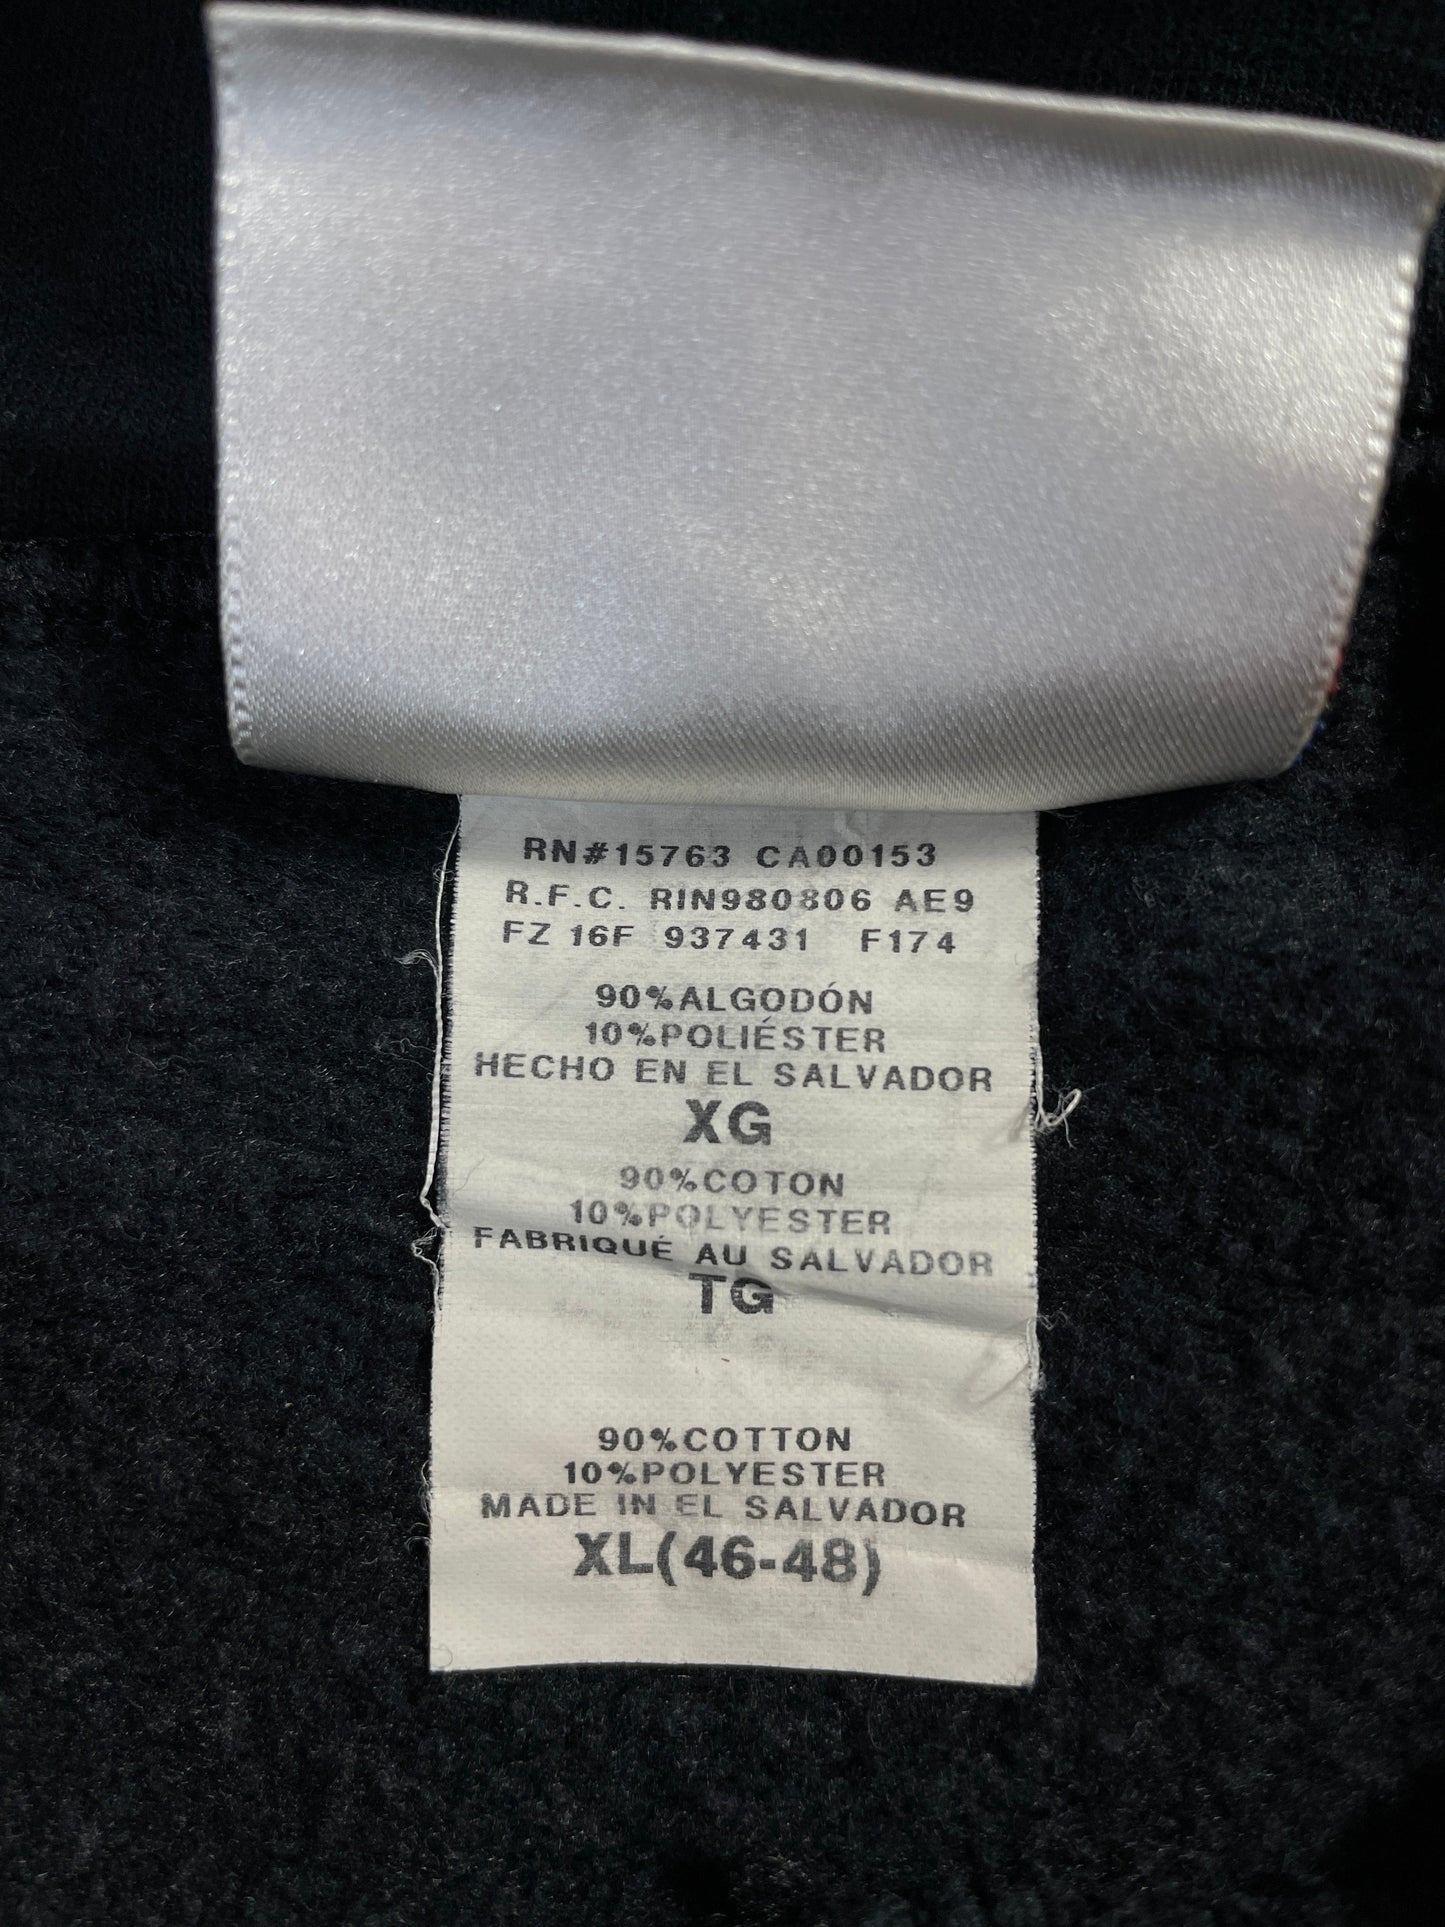 RN#15763 CA00153
R.F.C. RIN980806 AE9
FZ 16F 937431 F174
90%ALGODÓN
10%POLIÉSTER
HECHO EN EL SALVADOR
XG
90%COTON
10%POLYESTER
FABRIQUÉ AU SALVADOR
TG
90%COTTON
10%POLYESTER
MADE IN EL SALVADOR
XL(46-48)